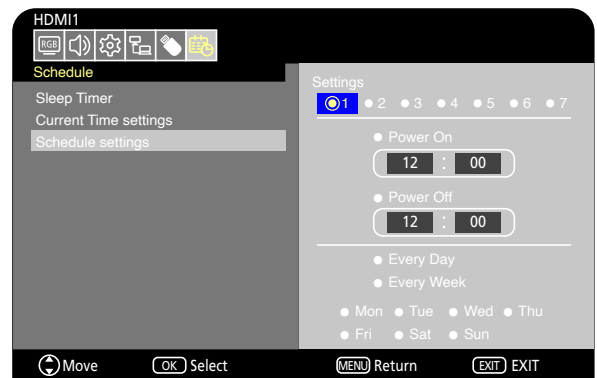 HDMI1
RGB
Schedule
Sleep Timer
Current Time settings
Schedule settings
Settings
1 2 3 4 5 6 7
Power On
12 : 00
Power Off
12 : 00
Every Day
Every Week
Mon Tue Wed Thu
Fri Sat Sun
Move OK Select MENU Return EXIT EXIT